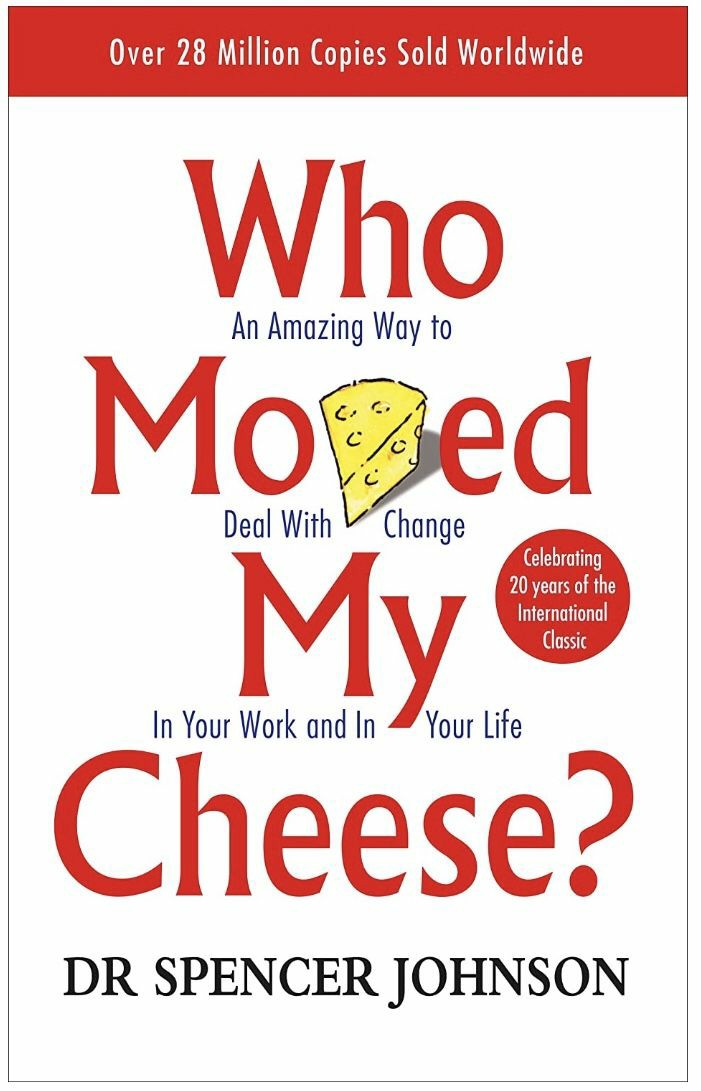 Over 28 Million Copies Sold Worldwide
Who
An Amazing Way to
Moved
Deal With Change
My
Celebrating
20 years of the
International
Classic
In Your Work and In Your Life
Cheese?
DR SPENCER JOHNSON